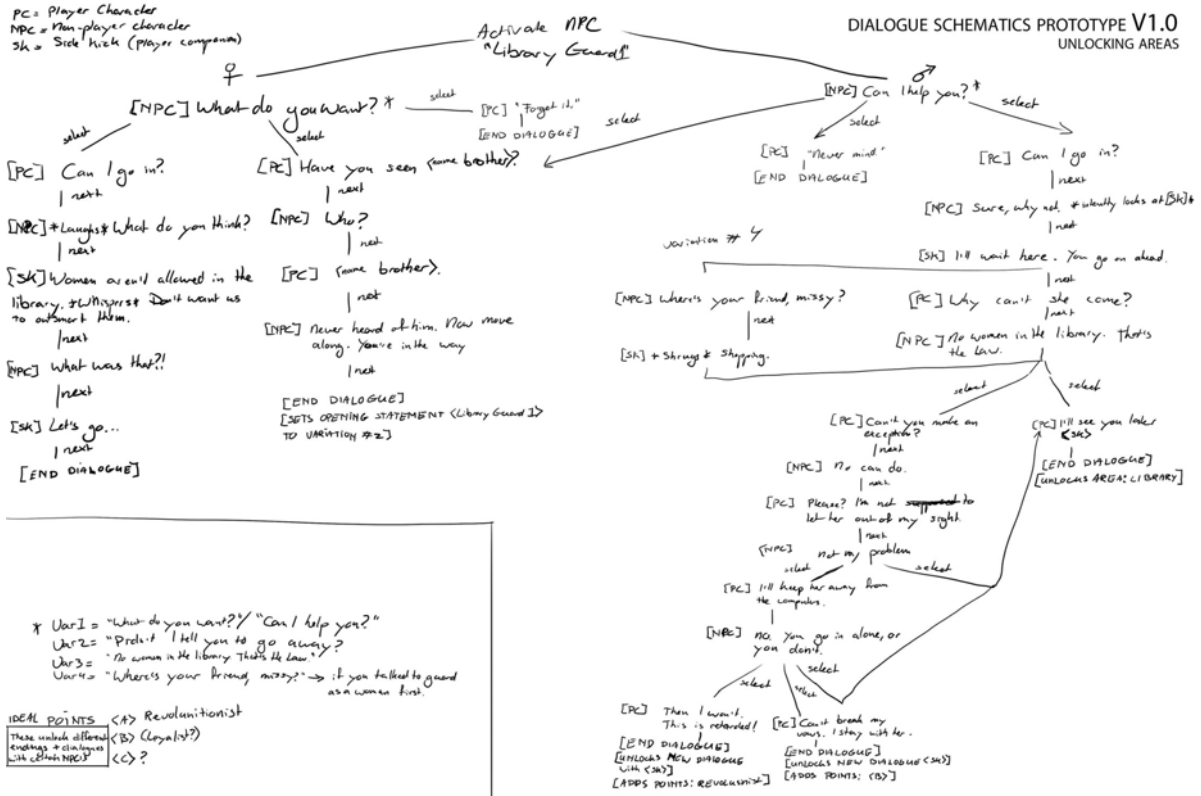 PC = Player Character
NPC = Non-player character
Sk = Side kick (player companion)
DIALOGUE SCHEMATICS PROTOTYPE V1.0
UNLOCKING AREAS
Activate NPC
"Library Guard1"
♀
[NPC] What do you want? *
select
[PC] "Forget it."
[END DIALOGUE]
select
[PC] Can I go in?
next
[NPC] *Laughs* What do you think?
next
[Sk] Women aren't allowed in the
library. *Whispers* Don't want us
to outsmart them.
next
[NPC] What was that?!
next
[Sk] Let's go...
next
[END DIALOGUE]
select
[PC] Have you seen <name brother>?
next
[NPC] Who?
next
[PC] <name brother>.
next
[NPC] Never heard of him. Now move
along. You're in the way
next
[END DIALOGUE]
[SETS OPENING STATEMENT <Library Guard 1>
TO VARIATION #2]
♂
[NPC] Can I help you? *
select
select
[PC] "Never mind."
[END DIALOGUE]
select
[PC] Can I go in?
next
[NPC] Sure, why not. *silently looks at [Sk]*
next
[Sk] I'll wait here. You go on ahead.
next
[PC] Why can't she come?
next
[NPC] No women in the library. That's
the Law.
variation # 4
[NPC] Where's your friend, missy?
next
[Sk] *Shrugs* Shopping.
select
select
[PC] Can't you make an
exception?
next
[NPC] No can do.
next
[PC] Please? I'm not supposed to
let her out of my sight.
next
[NPC] not my problem
select
select
[PC] I'll see you later
<Sk>
[END DIALOGUE]
[UNLOCKS AREA: LIBRARY]
[PC] I'll keep her away from
the computers.
[NPC] no. You go in alone, or
you don't.
select
select
select
[PC] Then I won't.
This is retarded!
[END DIALOGUE]
[UNLOCKS NEW DIALOGUE
with <Sk>]
[ADDS POINTS: REVOLUNIST]
[PC] Can't break my
vows. I stay with her.
[END DIALOGUE]
[UNLOCKS NEW DIALOGUE <Sk>]
[ADDS POINTS: <B>]
* Var1 = "What do you want?" / "Can I help you?"
Var2 = "Didn't I tell you to go away?
Var3 = "No women in the library That's the Law."
Var4 = "Where's your friend, missy?" → if you talked to guard
as a women first.
IDEAL POINTS <A> Revolunitionist
These unlock different
endings + dialogues
with certain NPC's
<B> (Loyalist?)
<C> ?